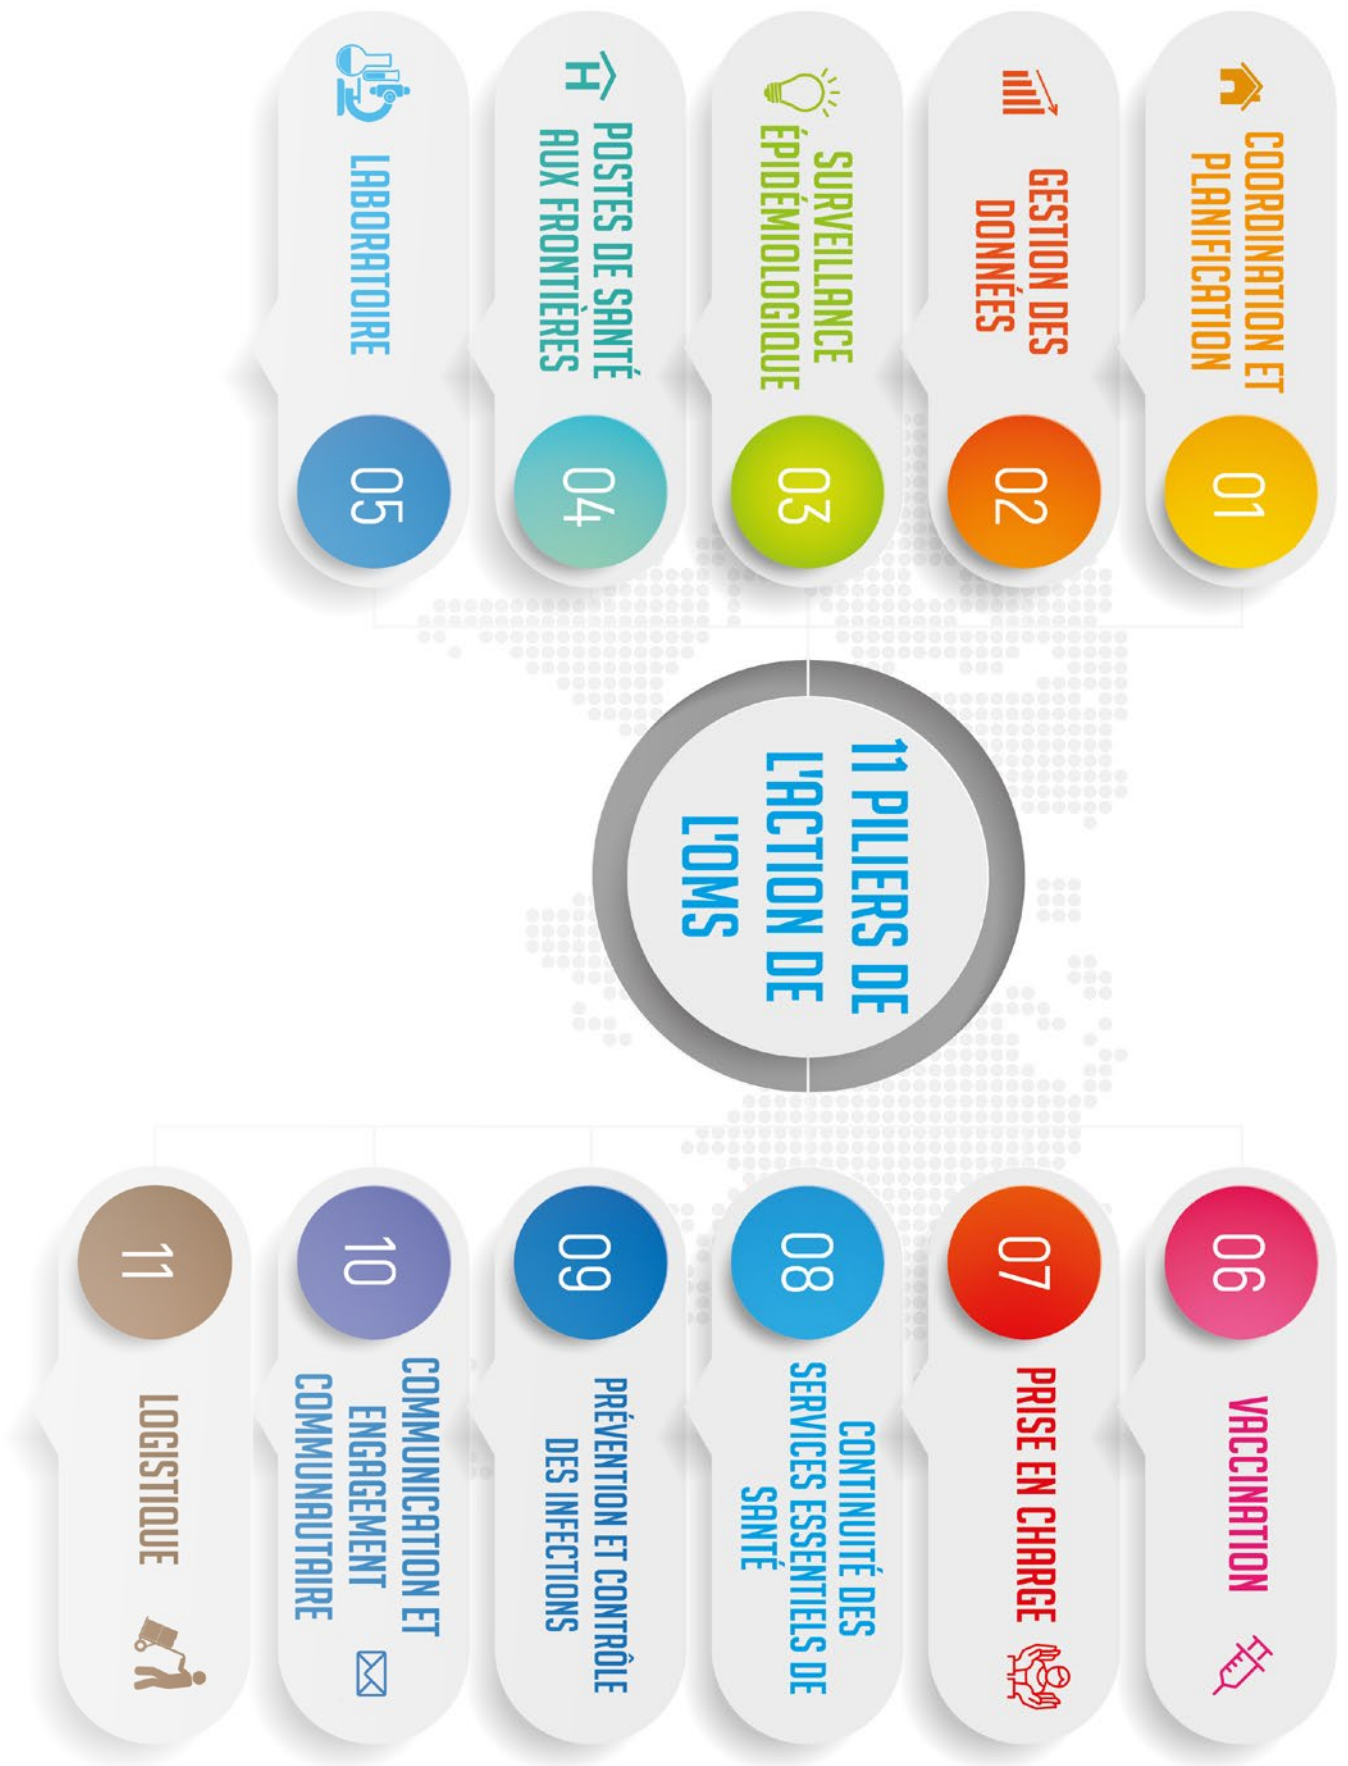 COORDINATION ET
PLANIFICATION
01
GESTION DES
DONNÉES
02
SURVEILLANCE
ÉPIDÉMIOLOGIQUE
03
POSTES DE SANTÉ
AUX FRONTIÈRES
04
LABORATOIRE
05
11 PILIERS DE
L'ACTION DE
L'OMS
06
VACCINATION
07
PRISE EN CHARGE
08
CONTINUITÉ DES
SERVICES ESSENTIELS DE
SANTÉ
09
PRÉVENTION ET CONTRÔLE
DES INFECTIONS
10
COMMUNICATION ET
ENGAGEMENT
COMMUNAUTAIRE
11
LOGISTIQUE